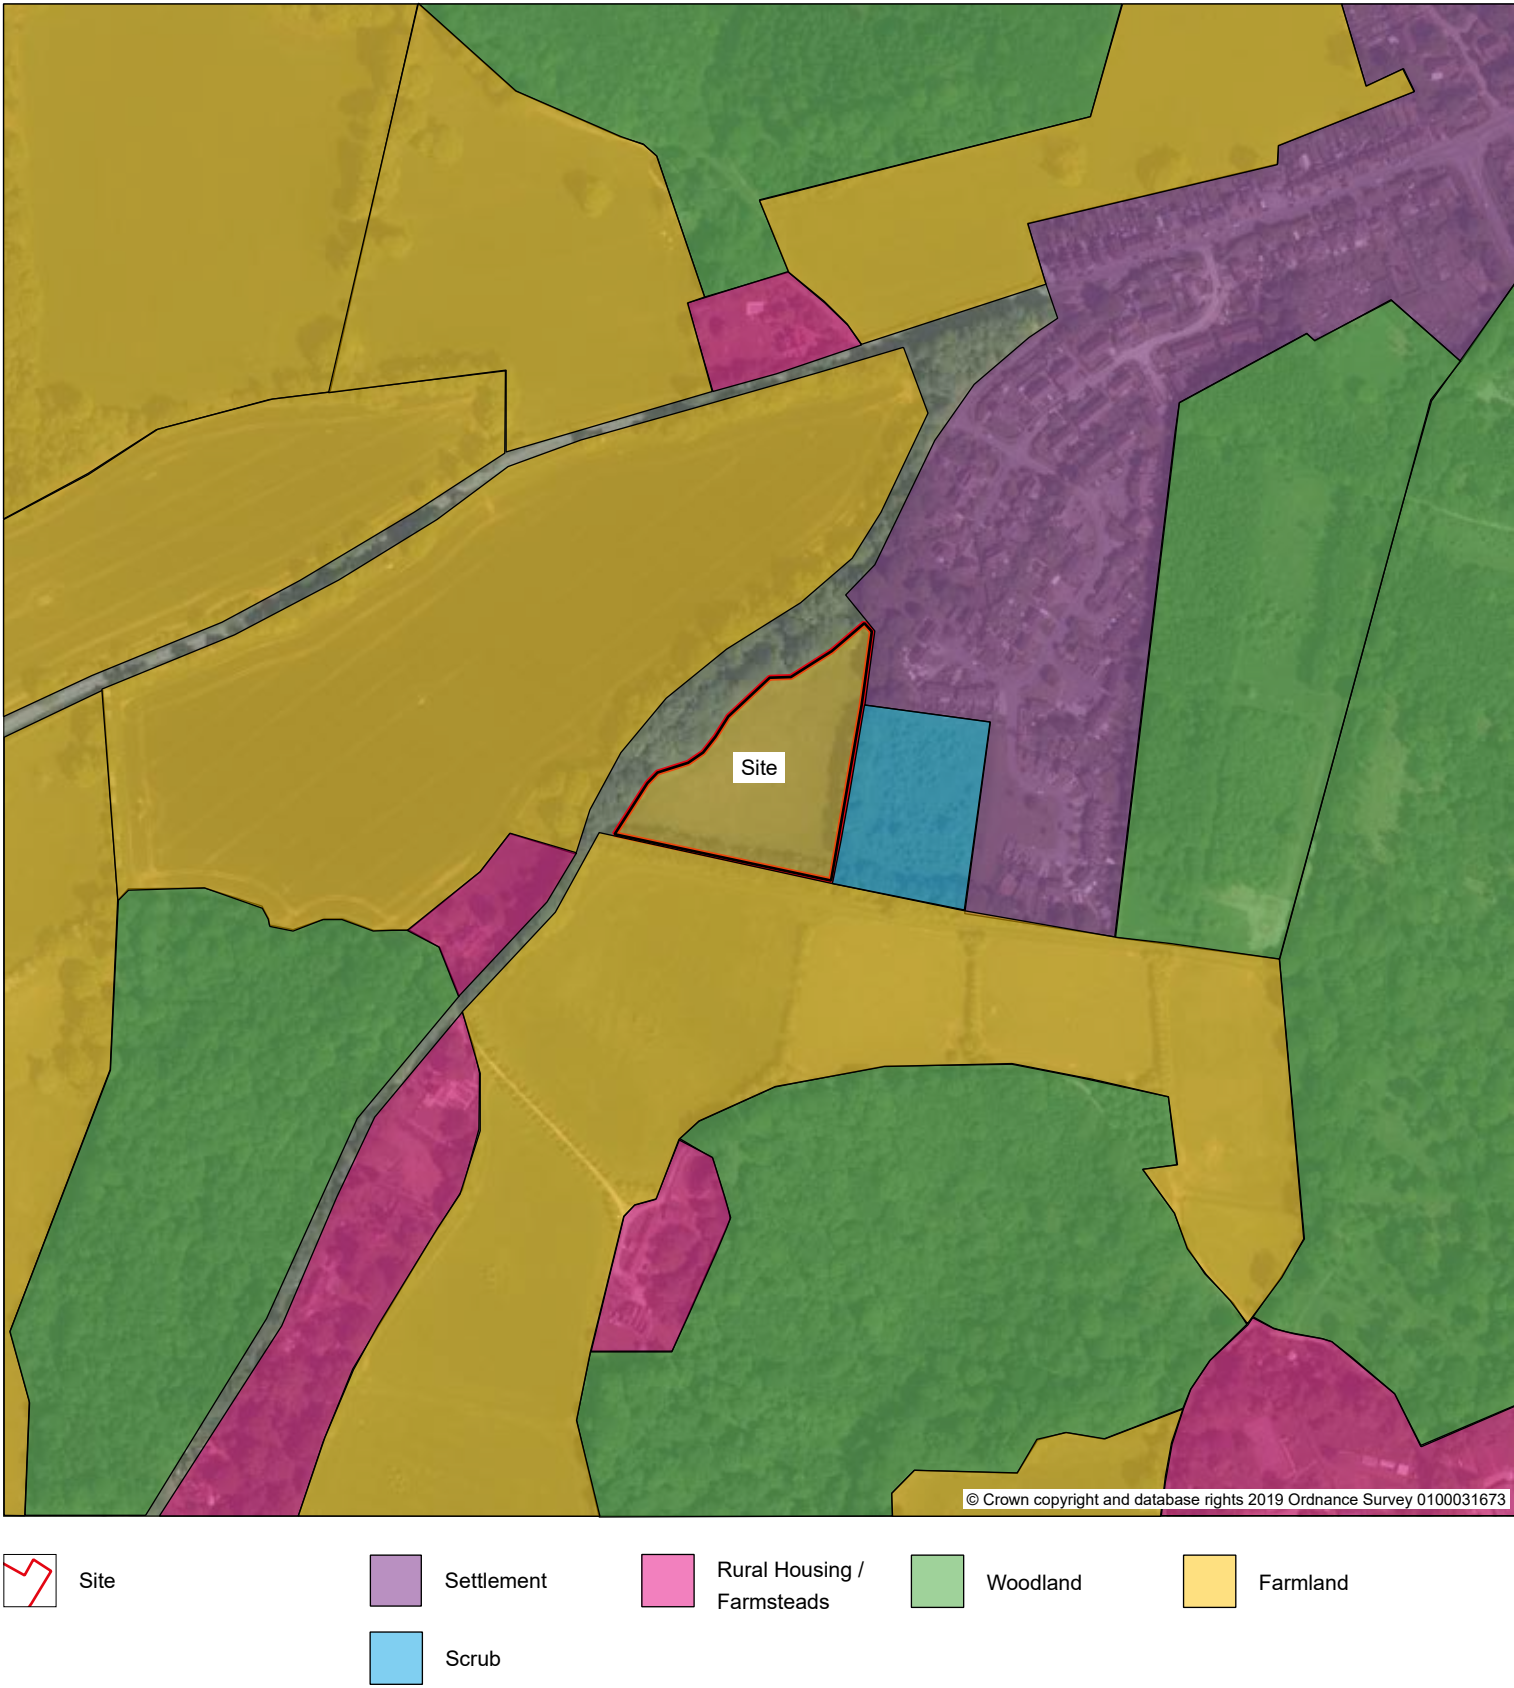 Site
© Crown copyright and database rights 2019 Ordnance Survey 0100031673
Site
Settlement
Rural Housing /
Farmsteads
Woodland
Farmland
Scrub